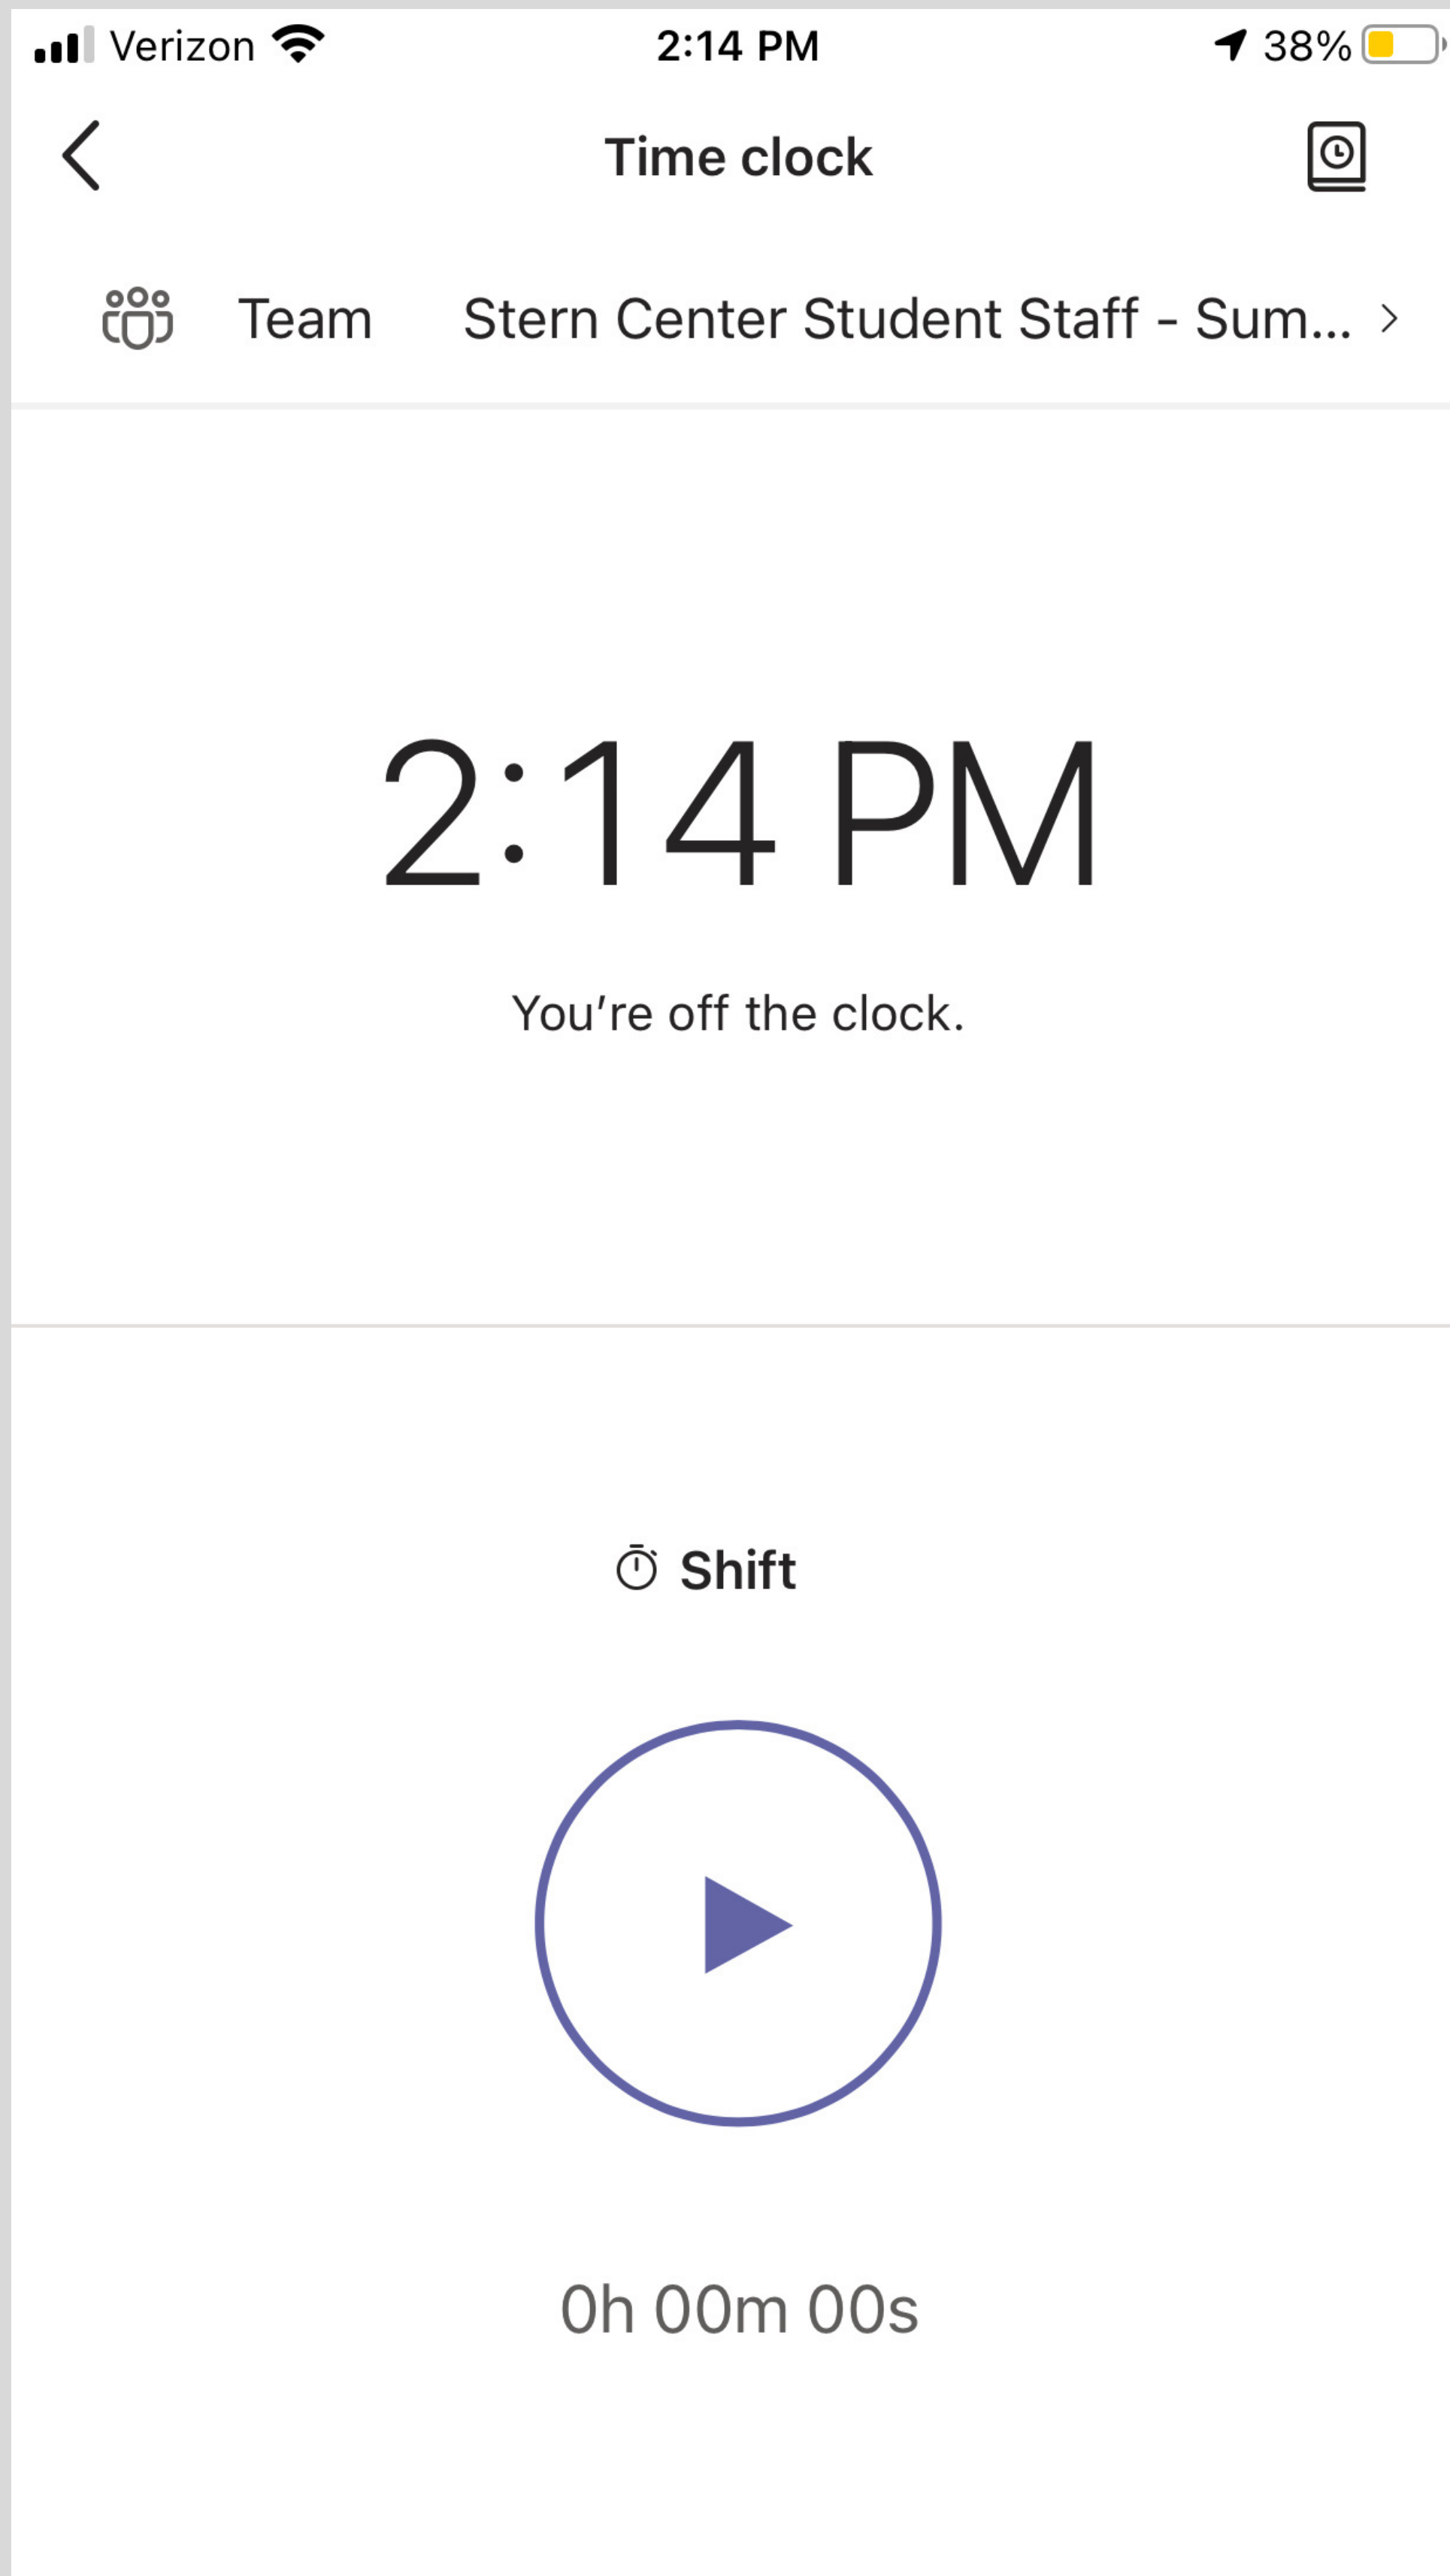 Verizon 2:14 PM 38%
Time clock
Team Stern Center Student Staff - Sum...
2:14 PM
You’re off the clock.
Shift
0h 00m 00s